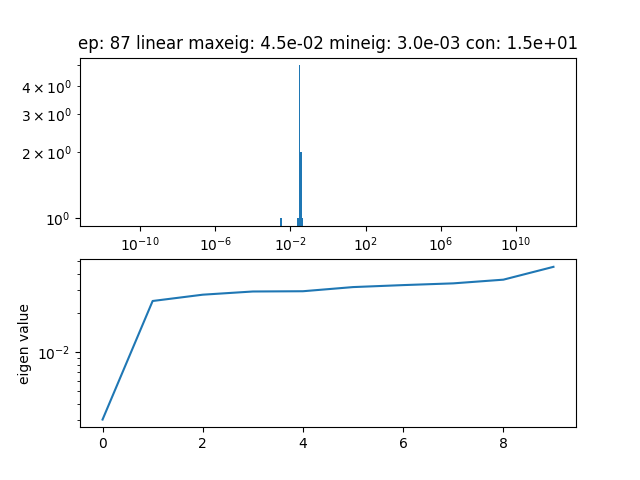 ep: 87 linear maxeig: 4.5e-02 mineig: 3.0e-03 con: 1.5e+01
4 × 10⁰
3 × 10⁰
2 × 10⁰
10⁰
10⁻¹⁰ 10⁻⁶ 10⁻² 10² 10⁶ 10¹⁰
eigen value
10⁻²
0 2 4 6 8